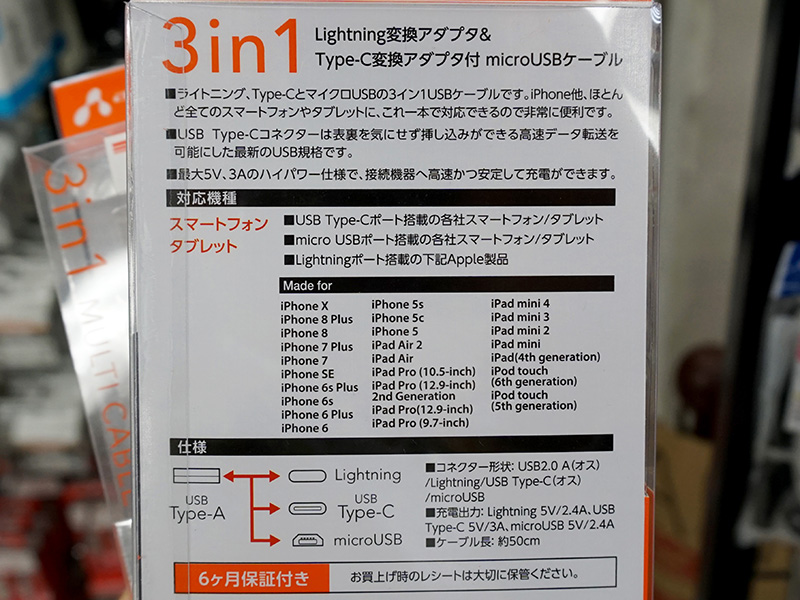 3in1 Lightning変換アダプタ&
Type-C変換アダプタ付 microUSBケーブル
■ライトニング、Type-CとマイクロUSBの3イン1USBケーブルです。iPhone他、ほとん
ど全てのスマートフォンやタブレットに、これ一本で対応できるので非常に便利です。
■USB Type-Cコネクターは表裏を気にせず挿し込みができる高速データ転送を
可能にした最新のUSB規格です。
■最大5V、3Aのハイパワー仕様で、接続機器へ高速かつ安定して充電ができます。
対応機種
スマートフォン
タブレット
■USB Type-Cポート搭載の各社スマートフォン/タブレット
■micro USBポート搭載の各社スマートフォン/タブレット
■Lightningポート搭載の下記Apple製品
Made for
iPhone X
iPhone 8 Plus
iPhone 8
iPhone 7 Plus
iPhone 7
iPhone SE
iPhone 6s Plus
iPhone 6s
iPhone 6 Plus
iPhone 6
iPhone 5s
iPhone 5c
iPhone 5
iPad Air 2
iPad Air
iPad Pro (10.5-inch)
iPad Pro (12.9-inch)
2nd Generation
iPad Pro(12.9-inch)
iPad Pro (9.7-inch)
iPad mini 4
iPad mini 3
iPad mini 2
iPad mini
iPad(4th generation)
iPod touch
(6th generation)
iPod touch
(5th generation)
仕様
USB
Type-A
Lightning
USB
Type-C
microUSB
■コネクター形状: USB2.0 A(オス)
/Lightning/USB Type-C(オス)
/microUSB
■充電出力: Lightning 5V/2.4A、USB
Type-C 5V/3A、microUSB 5V/2.4A
■ケーブル長: 約50cm
6ヶ月保証付き
お買上げ時のレシートは大切に保管ください。
3in1 MULTI CABLE